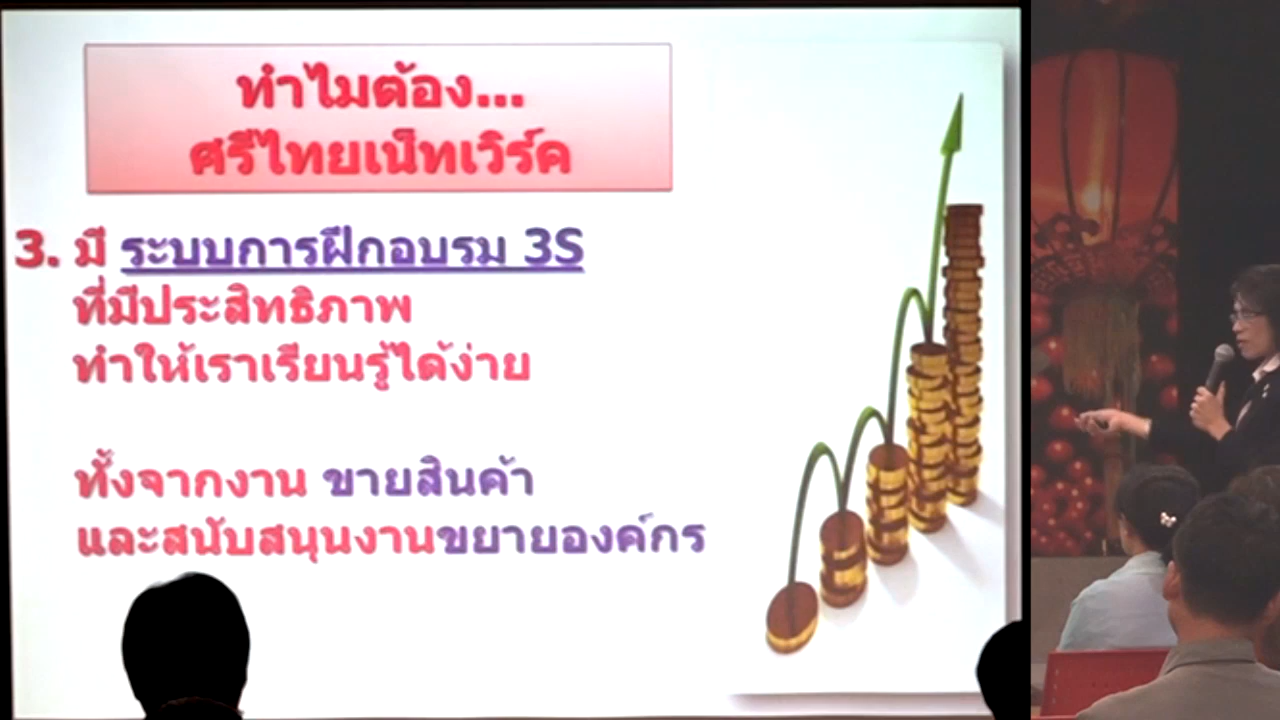 ทำไมต้อง...
ศรีไทยเน็ทเวิร์ค
3. มี ระบบการฝึกอบรม 3S
ที่มีประสิทธิภาพ
ทำให้เราเรียนรู้ได้ง่าย
ทั้งจากงาน ขายสินค้า
และสนับสนุนงานขยายองค์กร